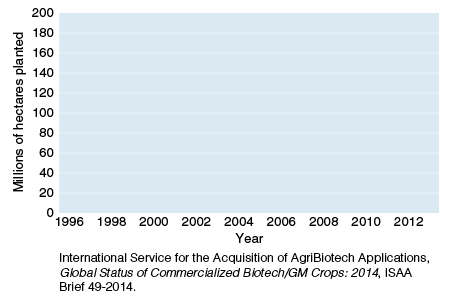 200
180
160
140
120
100
80
60
40
20
0
Millions of hectares planted
1996 1998 2000 2002 2004 2006 2008 2010 2012
Year
International Service for the Acquisition of AgriBiotech Applications,
Global Status of Commercialized Biotech/GM Crops: 2014, ISAA
Brief 49-2014.